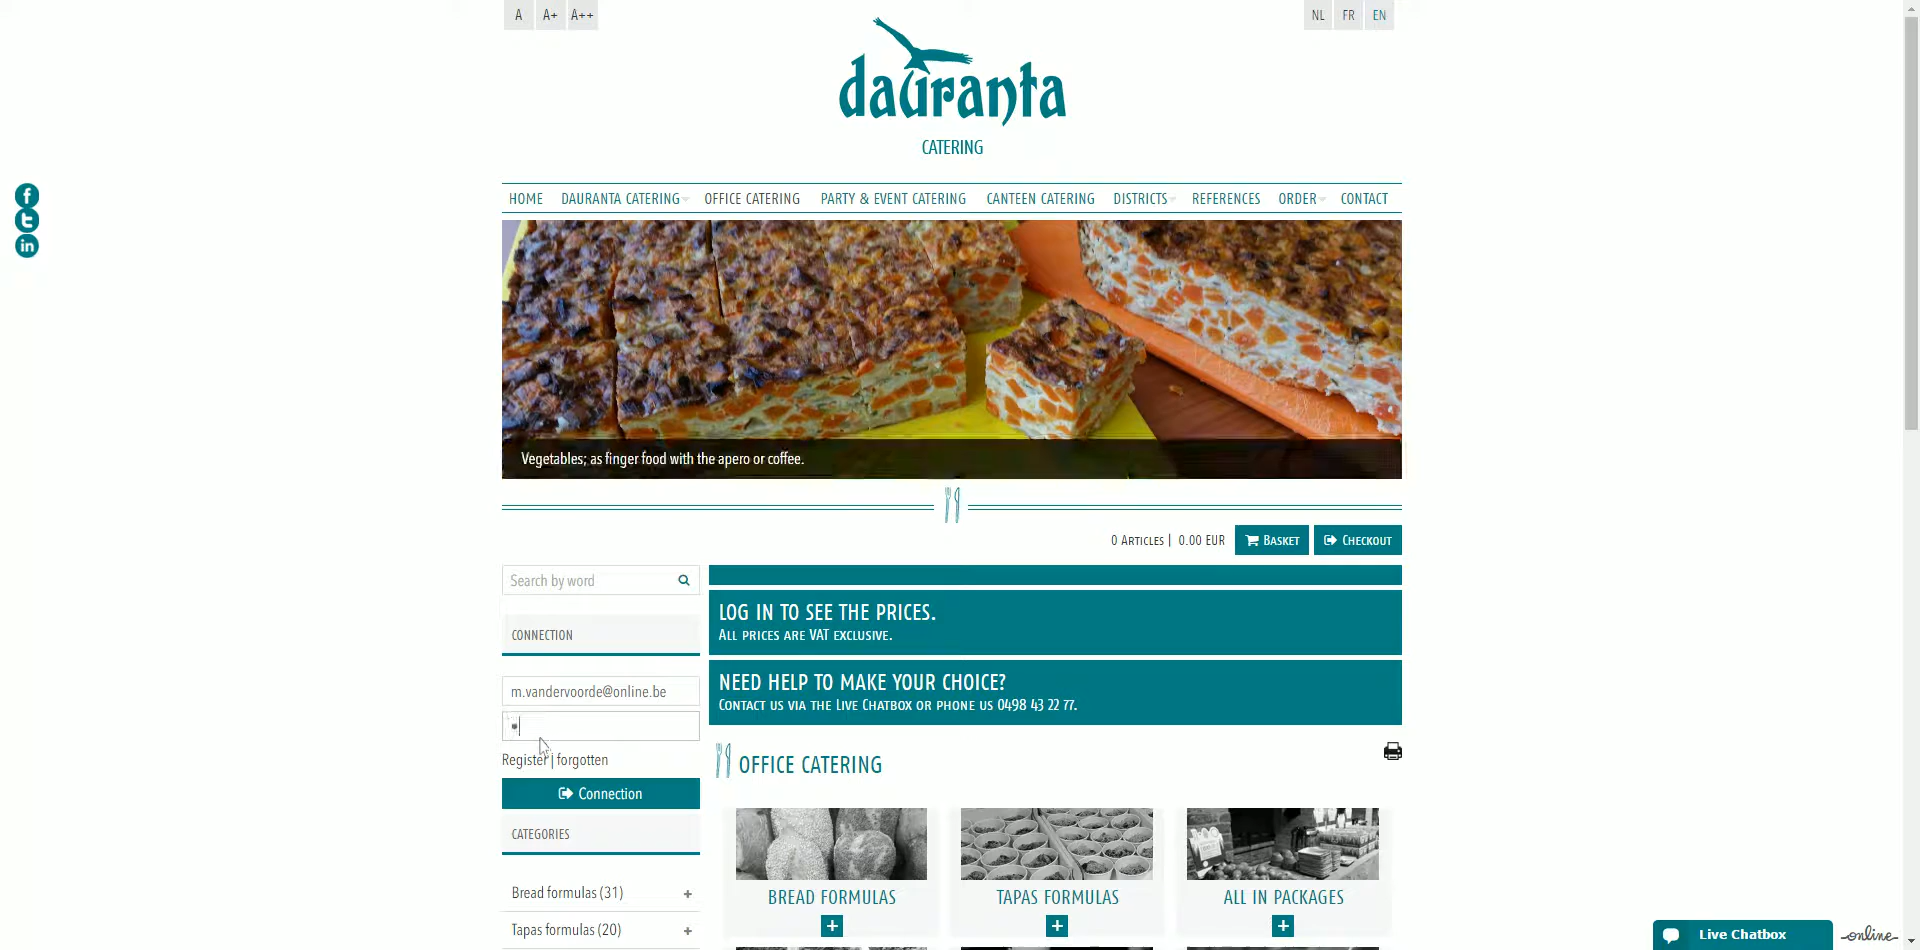 A A+ A++
NL FR EN
dauranta
CATERING
HOME DAURANTA CATERING OFFICE CATERING PARTY & EVENT CATERING CANTEEN CATERING DISTRICTS REFERENCES ORDER CONTACT
Vegetables; as finger food with the apero or coffee.
0 Articles | 0.00 EUR Basket Checkout
Search by word
CONNECTION
m.vandervoorde@online.be
Register | forgotten
Connection
CATEGORIES
Bread formulas (31) +
Tapas formulas (20) +
LOG IN TO SEE THE PRICES.
All prices are VAT exclusive.
NEED HELP TO MAKE YOUR CHOICE?
Contact us via the Live Chatbox or phone us 0498 43 22 77.
OFFICE CATERING
BREAD FORMULAS
+
TAPAS FORMULAS
+
ALL IN PACKAGES
+
Live Chatbox
online